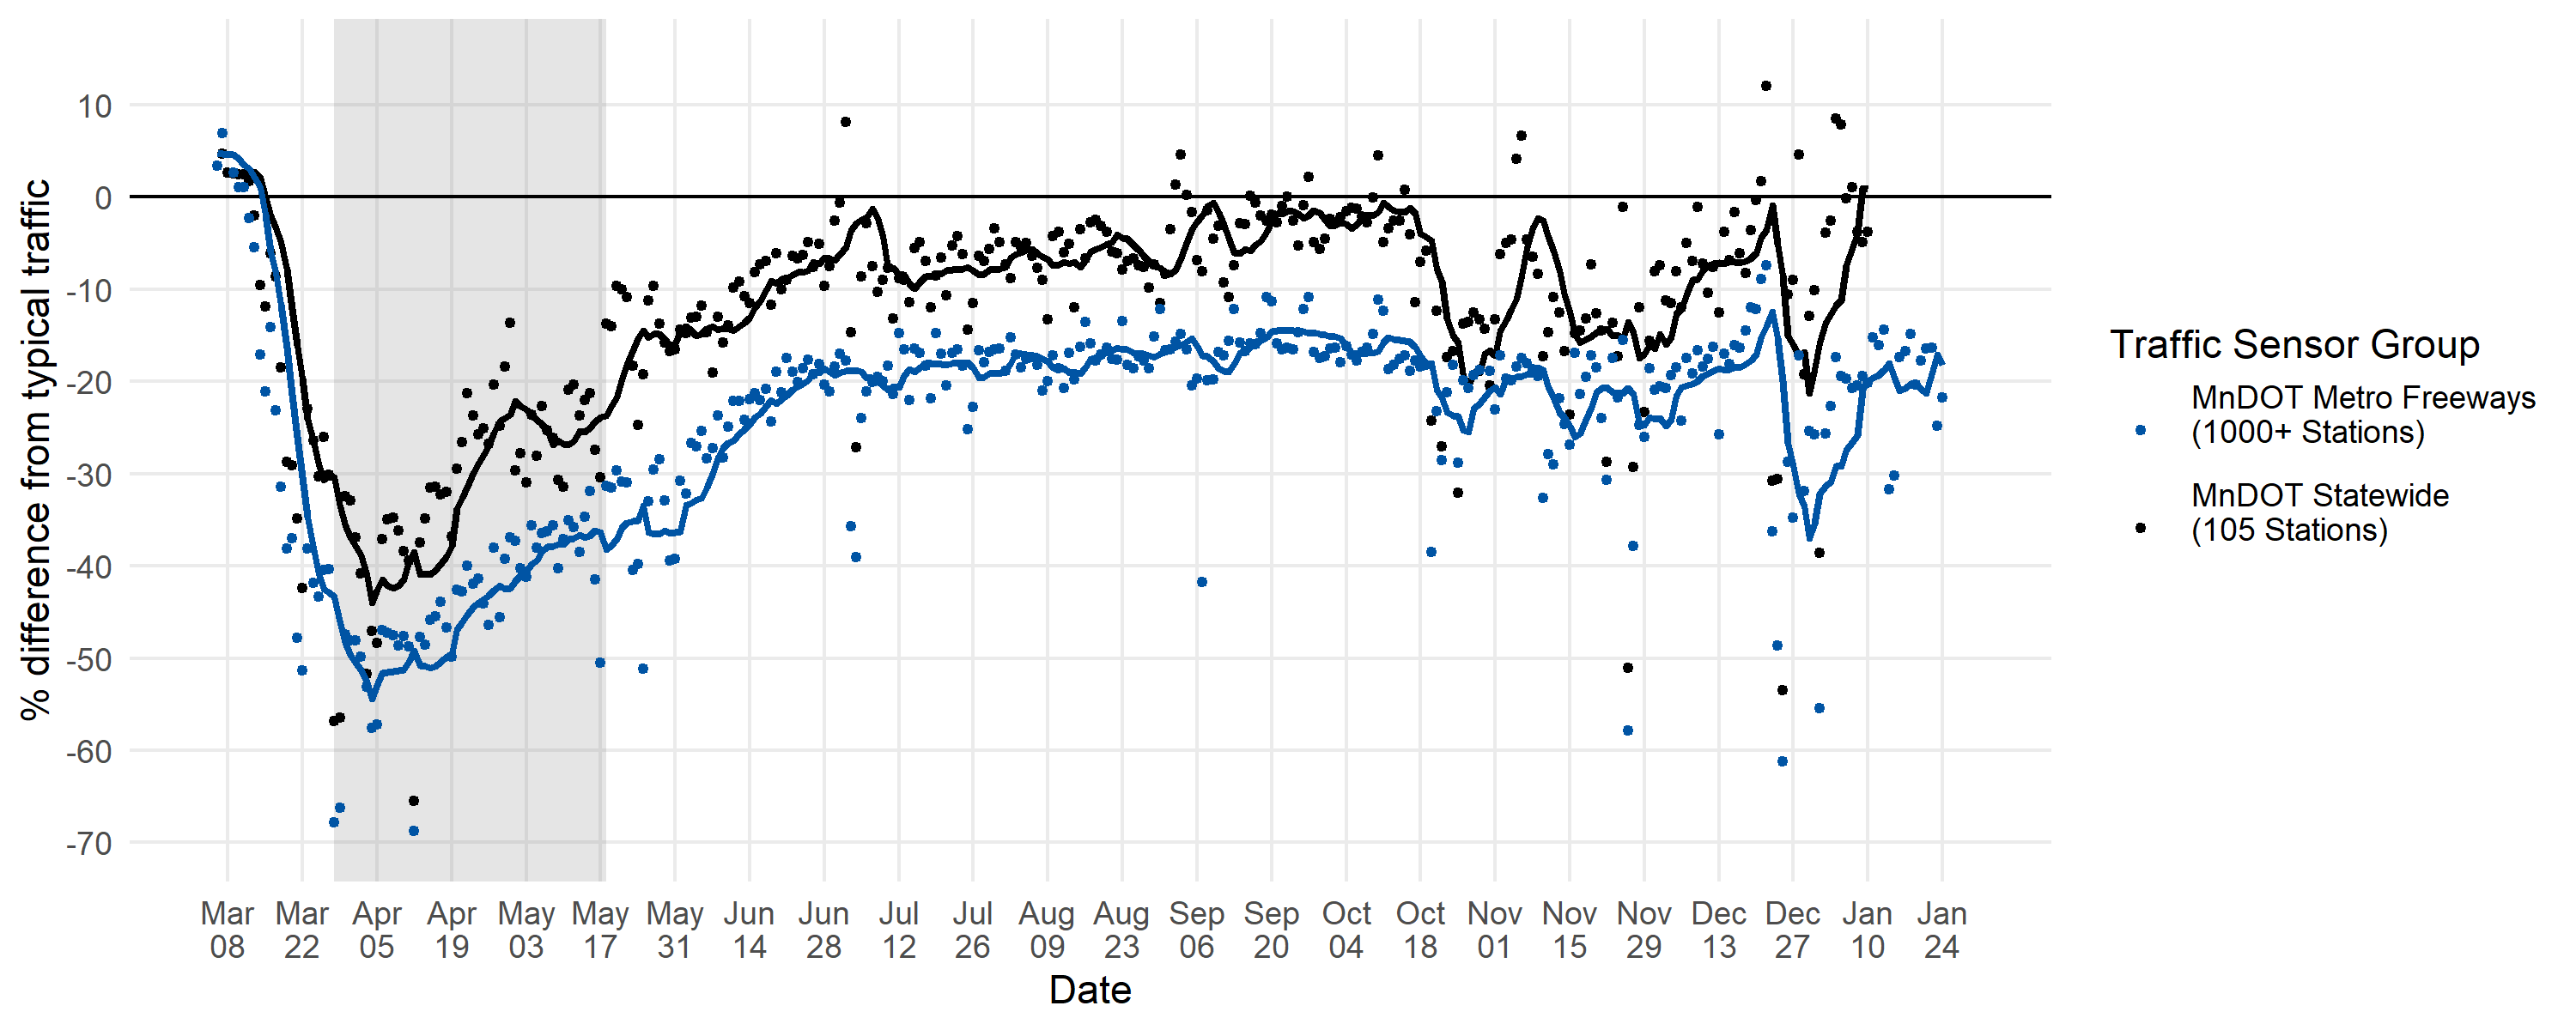 % difference from typical traffic
10
0
-10
-20
-30
-40
-50
-60
-70
Mar Mar Apr Apr May May May Jun Jun Jul Jul Aug Aug Sep Sep Oct Oct Nov Nov Nov Dec Dec Jan Jan
08 22 05 19 03 17 31 14 28 12 26 09 23 06 20 04 18 01 15 29 13 27 10 24
Date
Traffic Sensor Group
MnDOT Metro Freeways
(1000+ Stations)
MnDOT Statewide
(105 Stations)